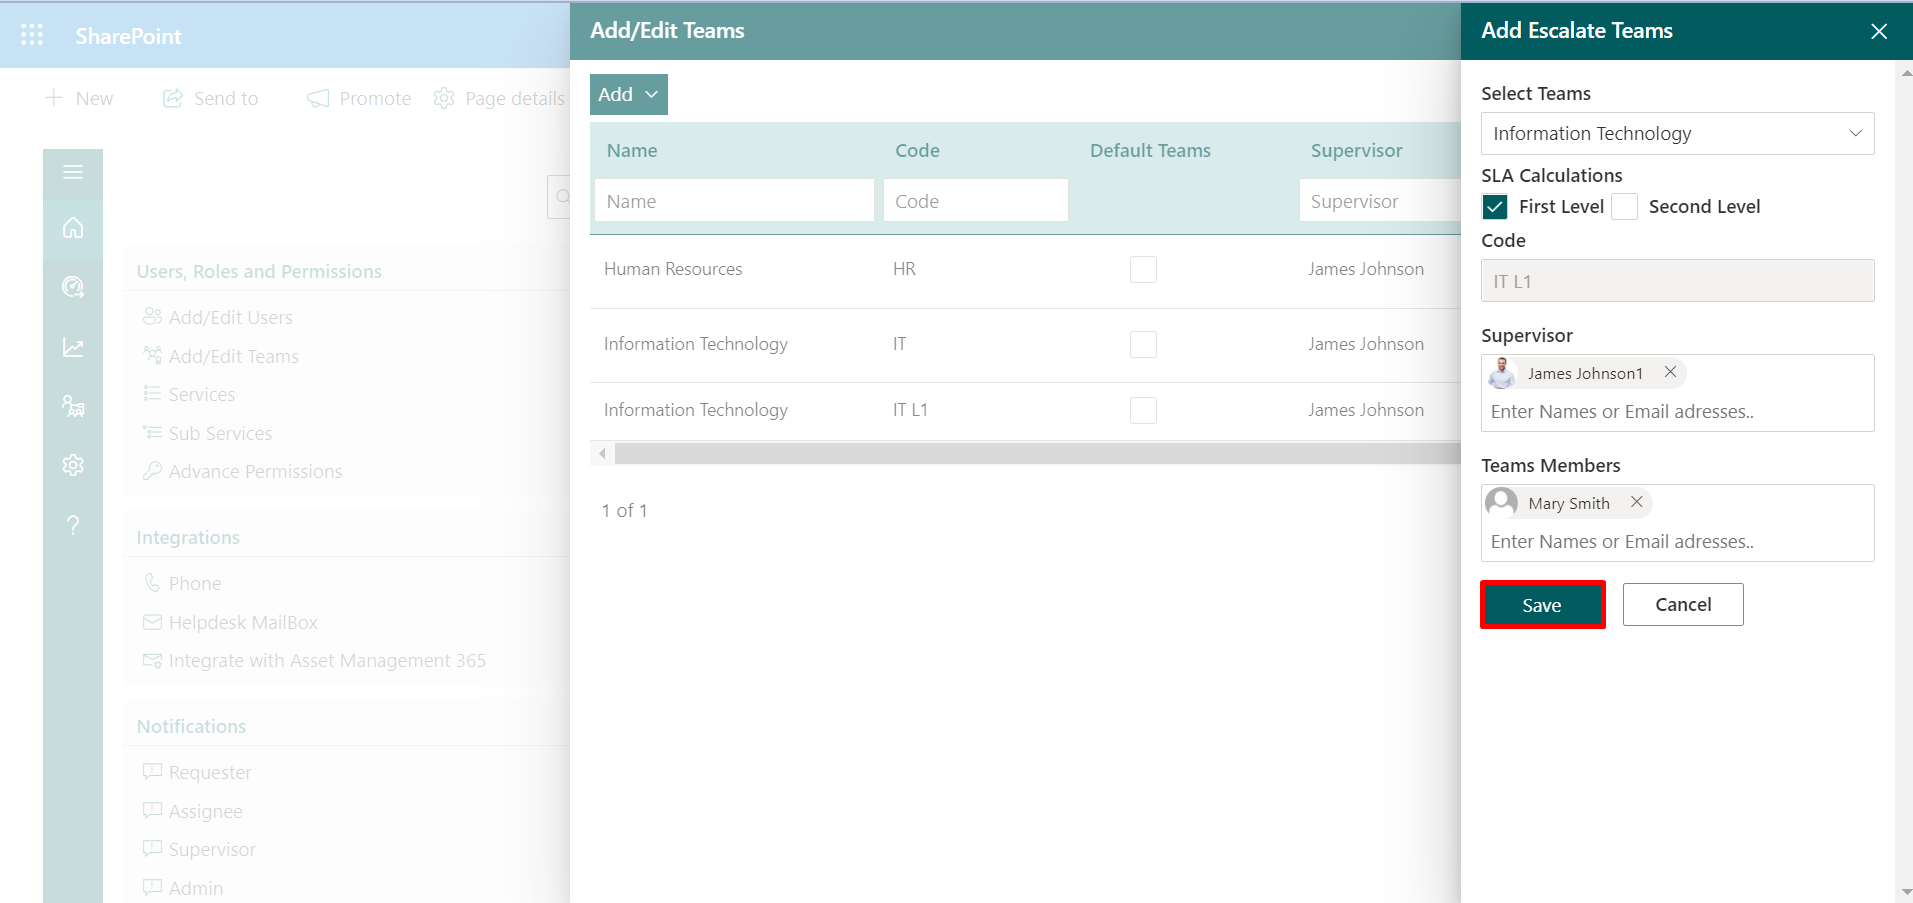 SharePoint
New
Send to
Promote
Page details
Users, Roles and Permissions
Add/Edit Users
Add/Edit Teams
Services
Sub Services
Advance Permissions
Integrations
Phone
Helpdesk MailBox
Integrate with Asset Management 365
Notifications
Requester
Assignee
Supervisor
Admin
Add/Edit Teams
Add
Name Code Default Teams Supervisor
Name Code Supervisor
Human Resources HR James Johnson
Information Technology IT James Johnson
Information Technology IT L1 James Johnson
1 of 1
Add Escalate Teams
Select Teams
Information Technology
SLA Calculations
First Level Second Level
Code
IT L1
Supervisor
James Johnson1
Enter Names or Email adresses..
Teams Members
Mary Smith
Enter Names or Email adresses..
Save Cancel